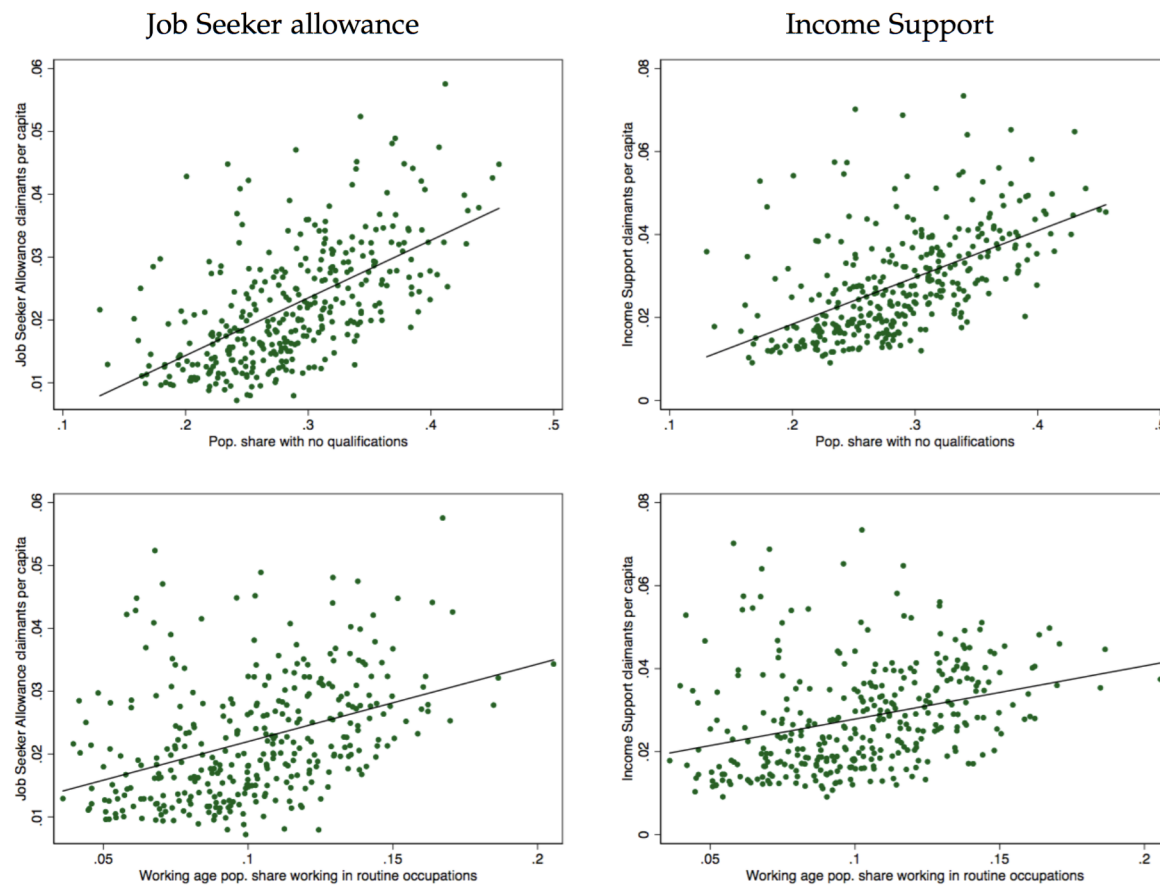 Job Seeker allowance
Income Support
Job Seeker Allowance claimants per capita
.06
.05
.04
.03
.02
.01
.1 .2 .3 .4 .5
Pop. share with no qualifications
Income Support claimants per capita
.08
.06
.04
.02
0
.1 .2 .3 .4
Pop. share with no qualifications
Job Seeker Allowance claimants per capita
.06
.05
.04
.03
.02
.01
.05 .1 .15 .2
Working age pop. share working in routine occupations
Income Support claimants per capita
.08
.06
.04
.02
0
.05 .1 .15 .2
Working age pop. share working in routine occupations